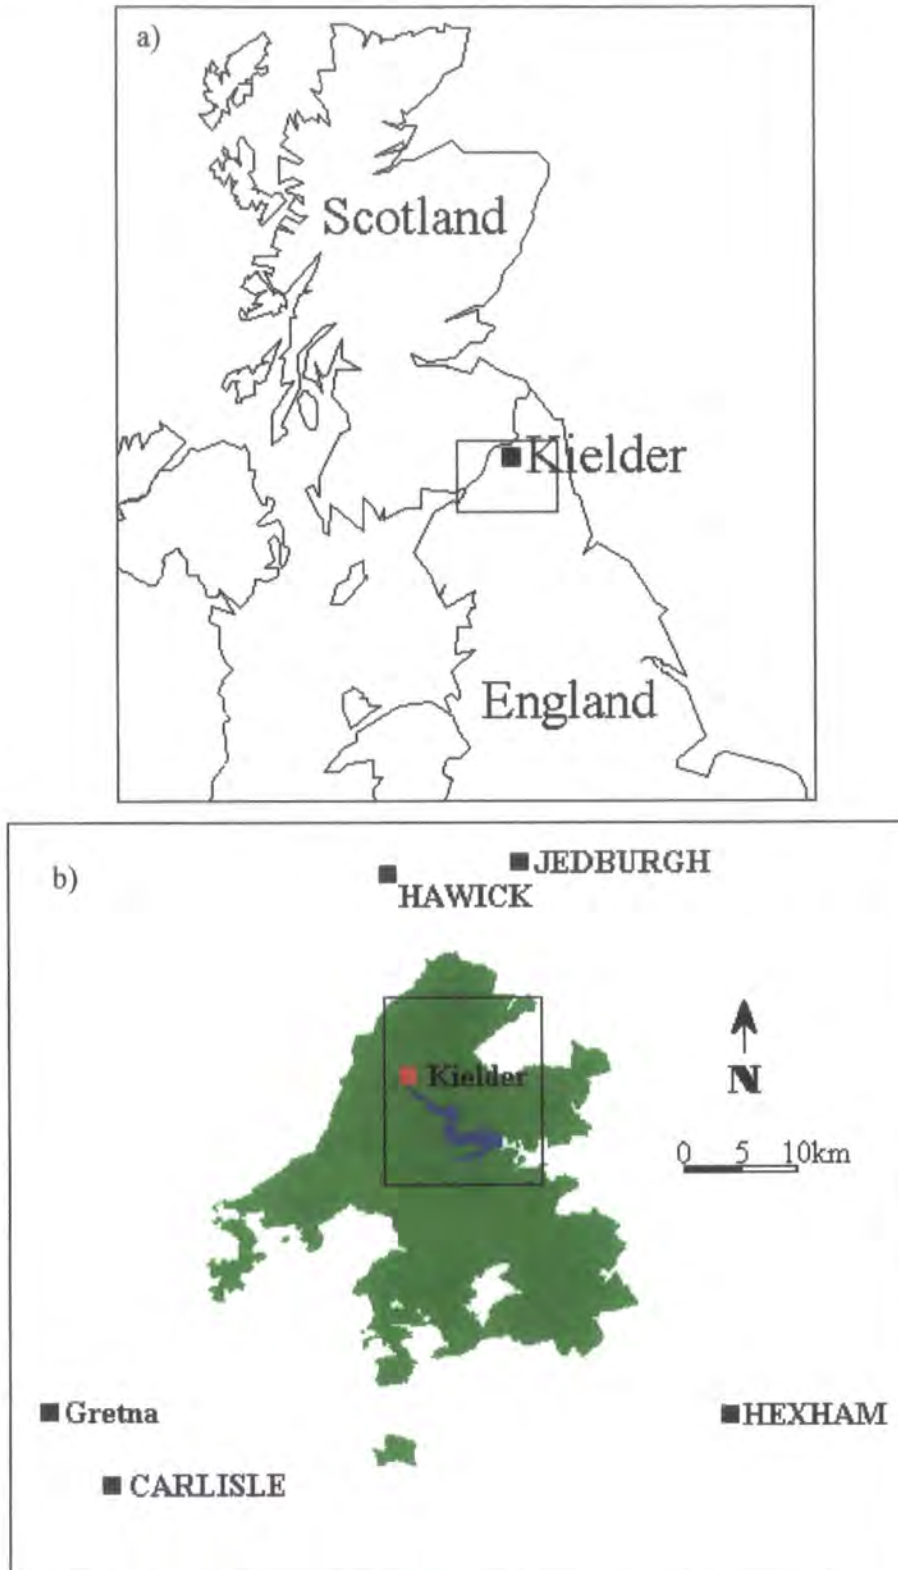 a)
Scotland
Kielder
England
b)
JEDBURGH
HAWICK
Kielder
N
0 5 10km
Gretna
HEXHAM
CARLISLE